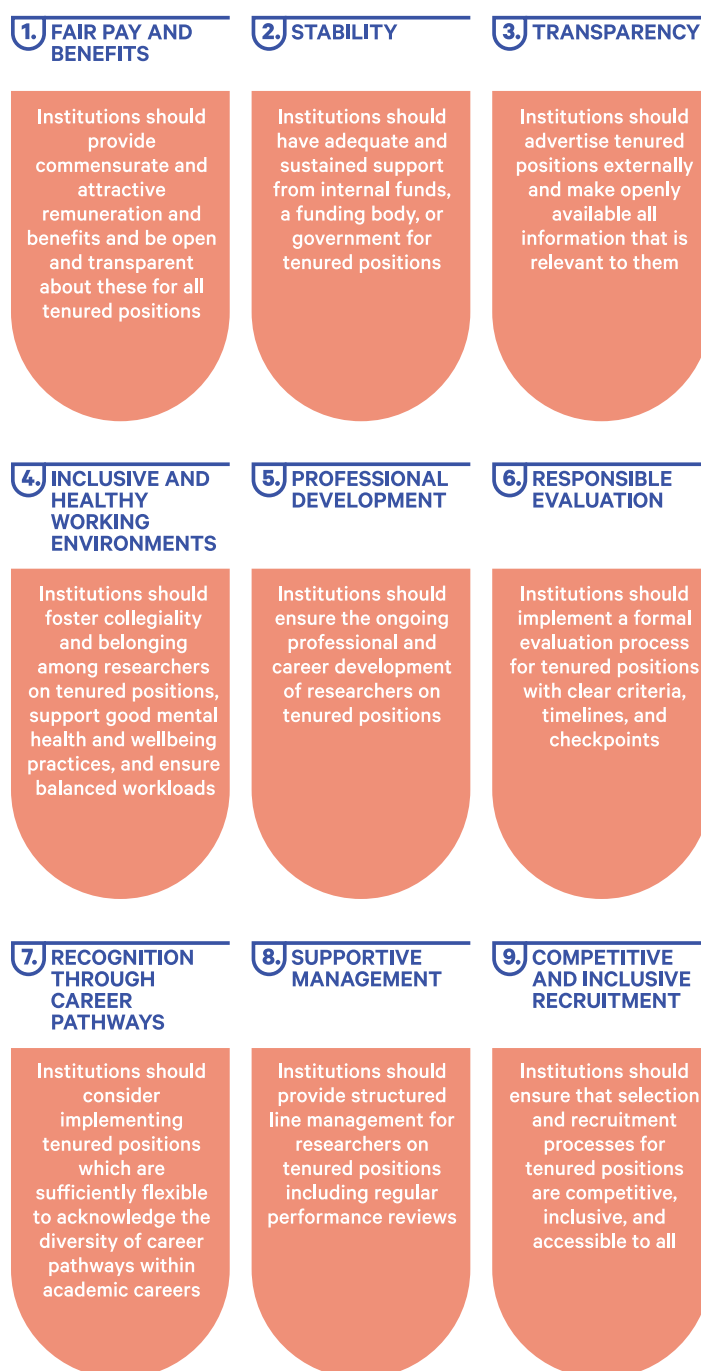 1. FAIR PAY AND
BENEFITS
Institutions should
provide
commensurate and
attractive
remuneration and
benefits and be open
and transparent
about these for all
tenured positions
2. STABILITY
Institutions should
have adequate and
sustained support
from internal funds,
a funding body, or
government for
tenured positions
3. TRANSPARENCY
Institutions should
advertise tenured
positions externally
and make openly
available all
information that is
relevant to them
4. INCLUSIVE AND
HEALTHY
WORKING
ENVIRONMENTS
Institutions should
foster collegiality
and belonging
among researchers
on tenured positions,
support good mental
health and wellbeing
practices, and ensure
balanced workloads
5. PROFESSIONAL
DEVELOPMENT
Institutions should
ensure the ongoing
professional and
career development
of researchers on
tenured positions
6. RESPONSIBLE
EVALUATION
Institutions should
implement a formal
evaluation process
for tenured positions
with clear criteria,
timelines, and
checkpoints
7. RECOGNITION
THROUGH
CAREER
PATHWAYS
Institutions should
consider
implementing
tenured positions
which are
sufficiently flexible
to acknowledge the
diversity of career
pathways within
academic careers
8. SUPPORTIVE
MANAGEMENT
Institutions should
provide structured
line management for
researchers on
tenured positions
including regular
performance reviews
9. COMPETITIVE
AND INCLUSIVE
RECRUITMENT
Institutions should
ensure that selection
and recruitment
processes for
tenured positions
are competitive,
inclusive, and
accessible to all